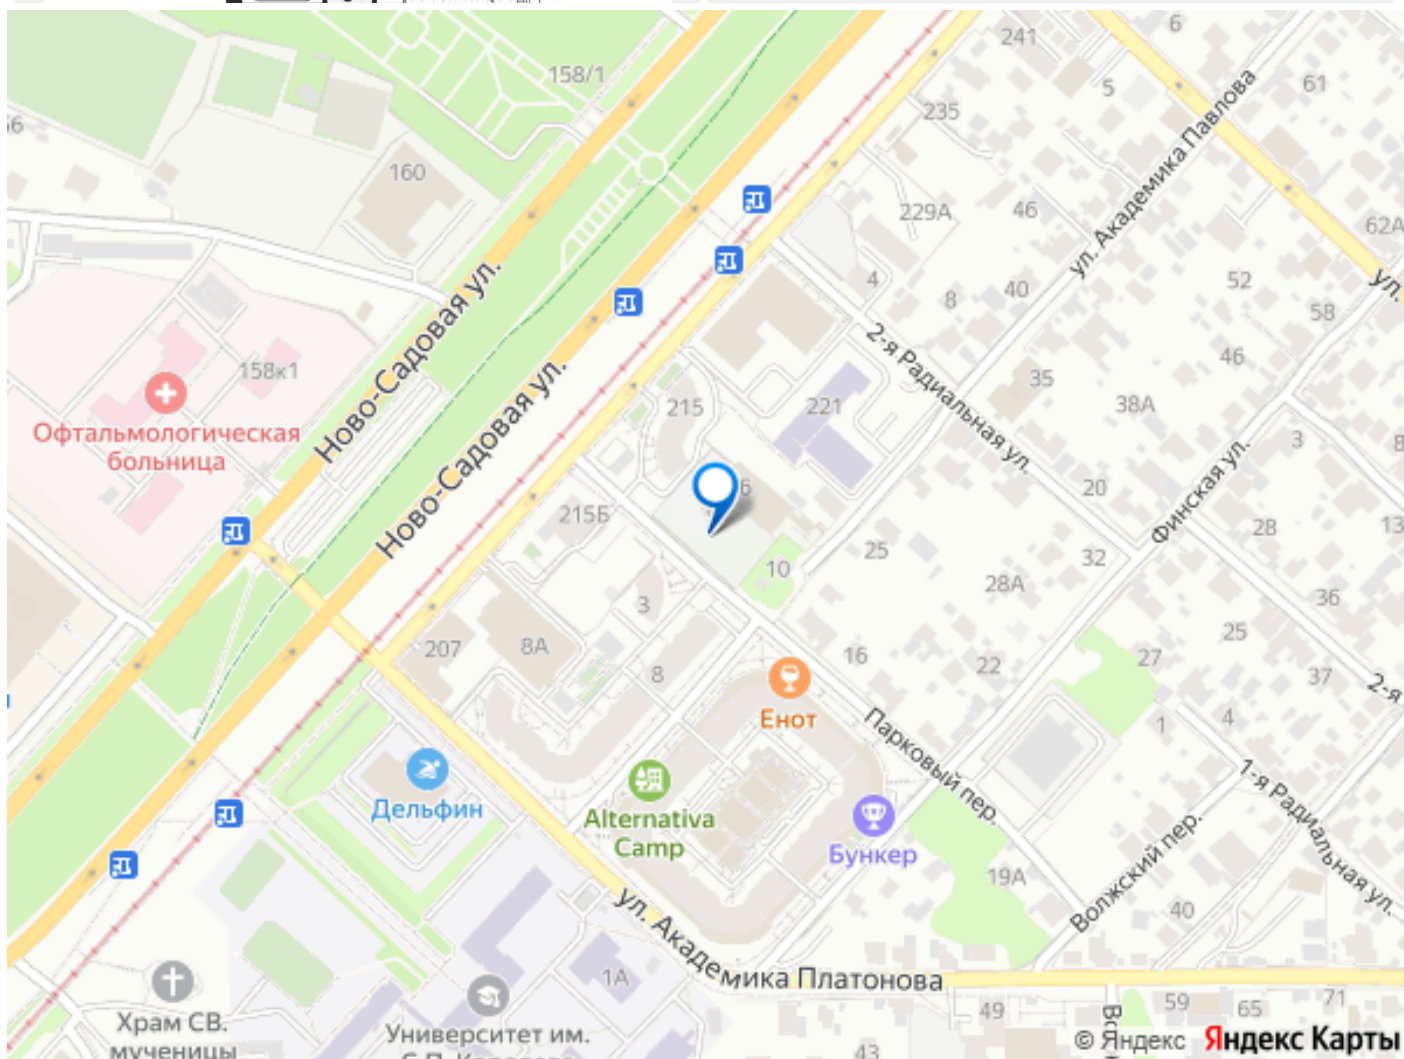 241
6
158/1
5
61
235
ул. Академика Павлова
160
229А
46
62А
Ново-Садовая ул.
4
8
40
52
ул.
58
2-я Радиальная ул.
158к1
46
35
Офтальмологическая
больница
Ново-Садовая ул.
215
221
38А
3
8
Финская ул.
20
215Б
28
13
25
32
10
28А
36
3
25
207
8А
16
22
27
37
8
2-я
Енот
Парковый пер.
1
4
1-я Радиальная ул.
Дельфин
Alternativa
Camp
Бункер
19А
Волжский пер.
40
ул. Академика Платонова
1А
49
59
65
71
Храм СВ.
мученицы
Университет им.
43
© Яндекс Яндекс Карты